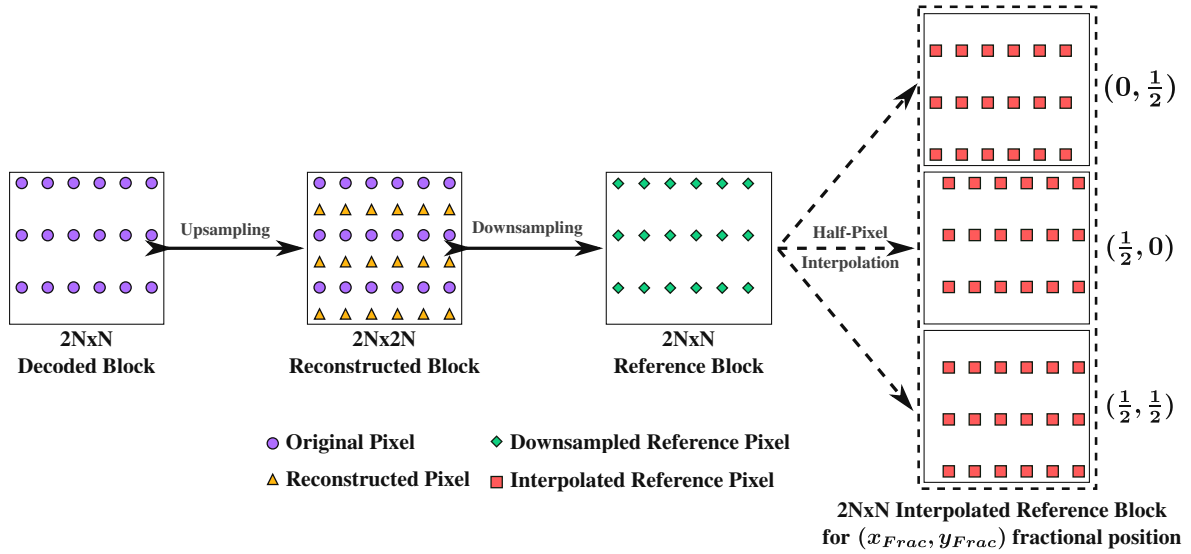 Upsampling
Downsampling
Half-Pixel
Interpolation
(0, 1/2)
(1/2, 0)
(1/2, 1/2)
2NxN
Decoded Block
2Nx2N
Reconstructed Block
2NxN
Reference Block
Original Pixel
Reconstructed Pixel
Downsampled Reference Pixel
Interpolated Reference Pixel
2NxN Interpolated Reference Block
for (x_Frac, y_Frac) fractional position